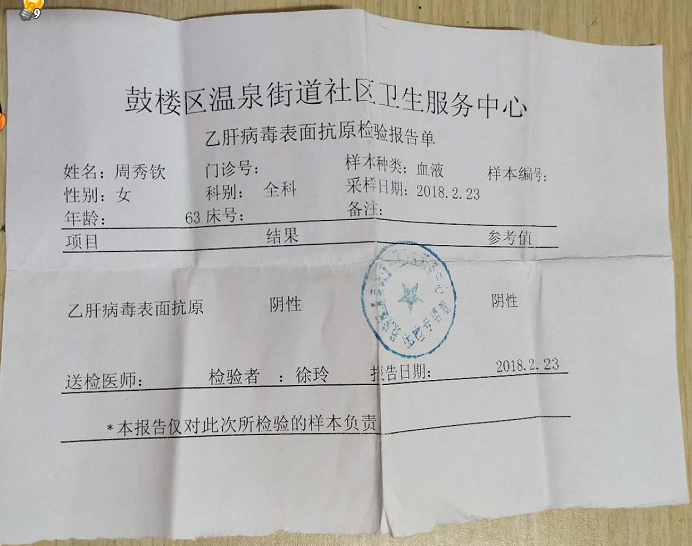 鼓楼区温泉街道社区卫生服务中心
乙肝病毒表面抗原检验报告单
姓名：周秀钦 门诊号： 样本种类：血液 样本编号：
性别：女 科别： 全科 采样日期：2018.2.23
年龄： 63 床号： 备注：
项目 结果 参考值
乙肝病毒表面抗原 阴性 阴性
送检医师： 检验者 ：徐玲 报告日期： 2018.2.23
*本报告仅对此次所检验的样本负责